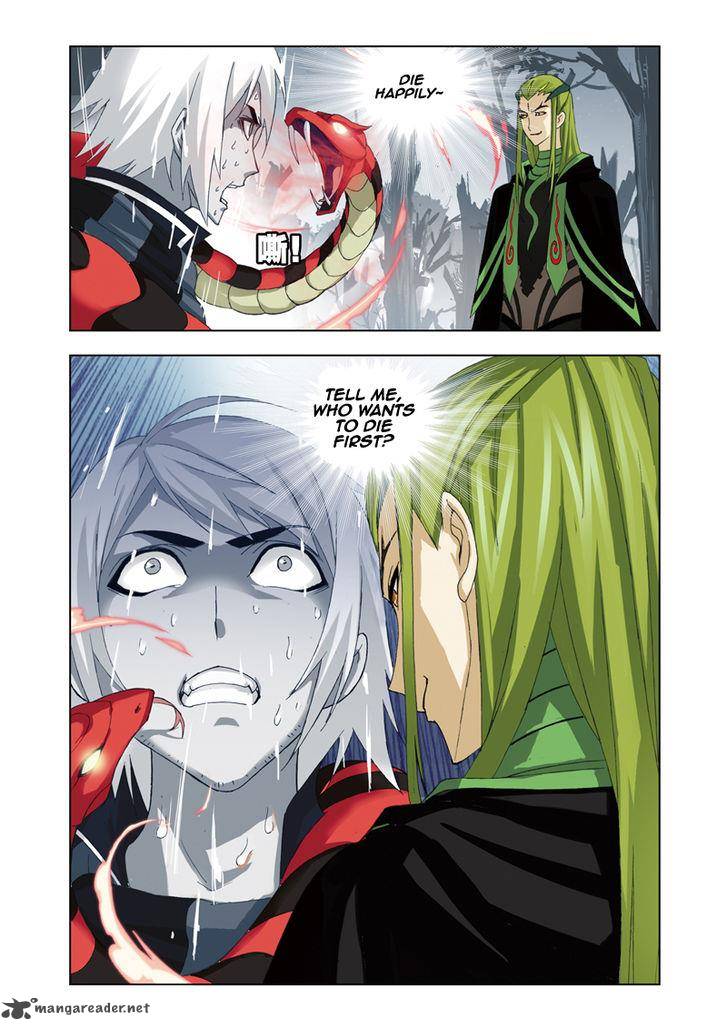 DIE
HAPPILY~
嘶!
TELL ME,
WHO WANTS
TO DIE
FIRST?
mangareader.net